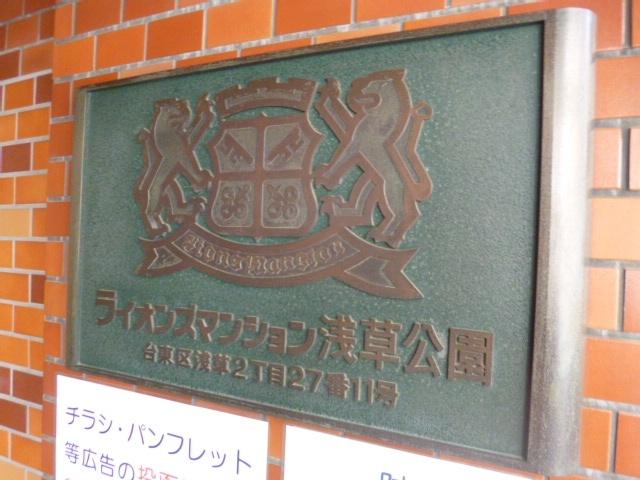 Lions Mansion
ライオンズマンション浅草公園
台東区浅草2丁目27番11号
チラシ・パンフレット
等広告の投函